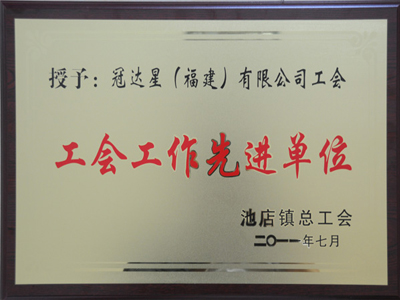 授予：冠达星（福建）有限公司工会
工会工作先进单位
池店镇总工会
二〇一一年七月